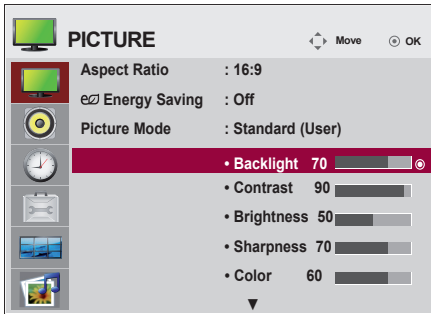 PICTURE
Move
OK
Aspect Ratio : 16:9
Energy Saving : Off
Picture Mode : Standard (User)
• Backlight 70
• Contrast 90
• Brightness 50
• Sharpness 70
• Color 60